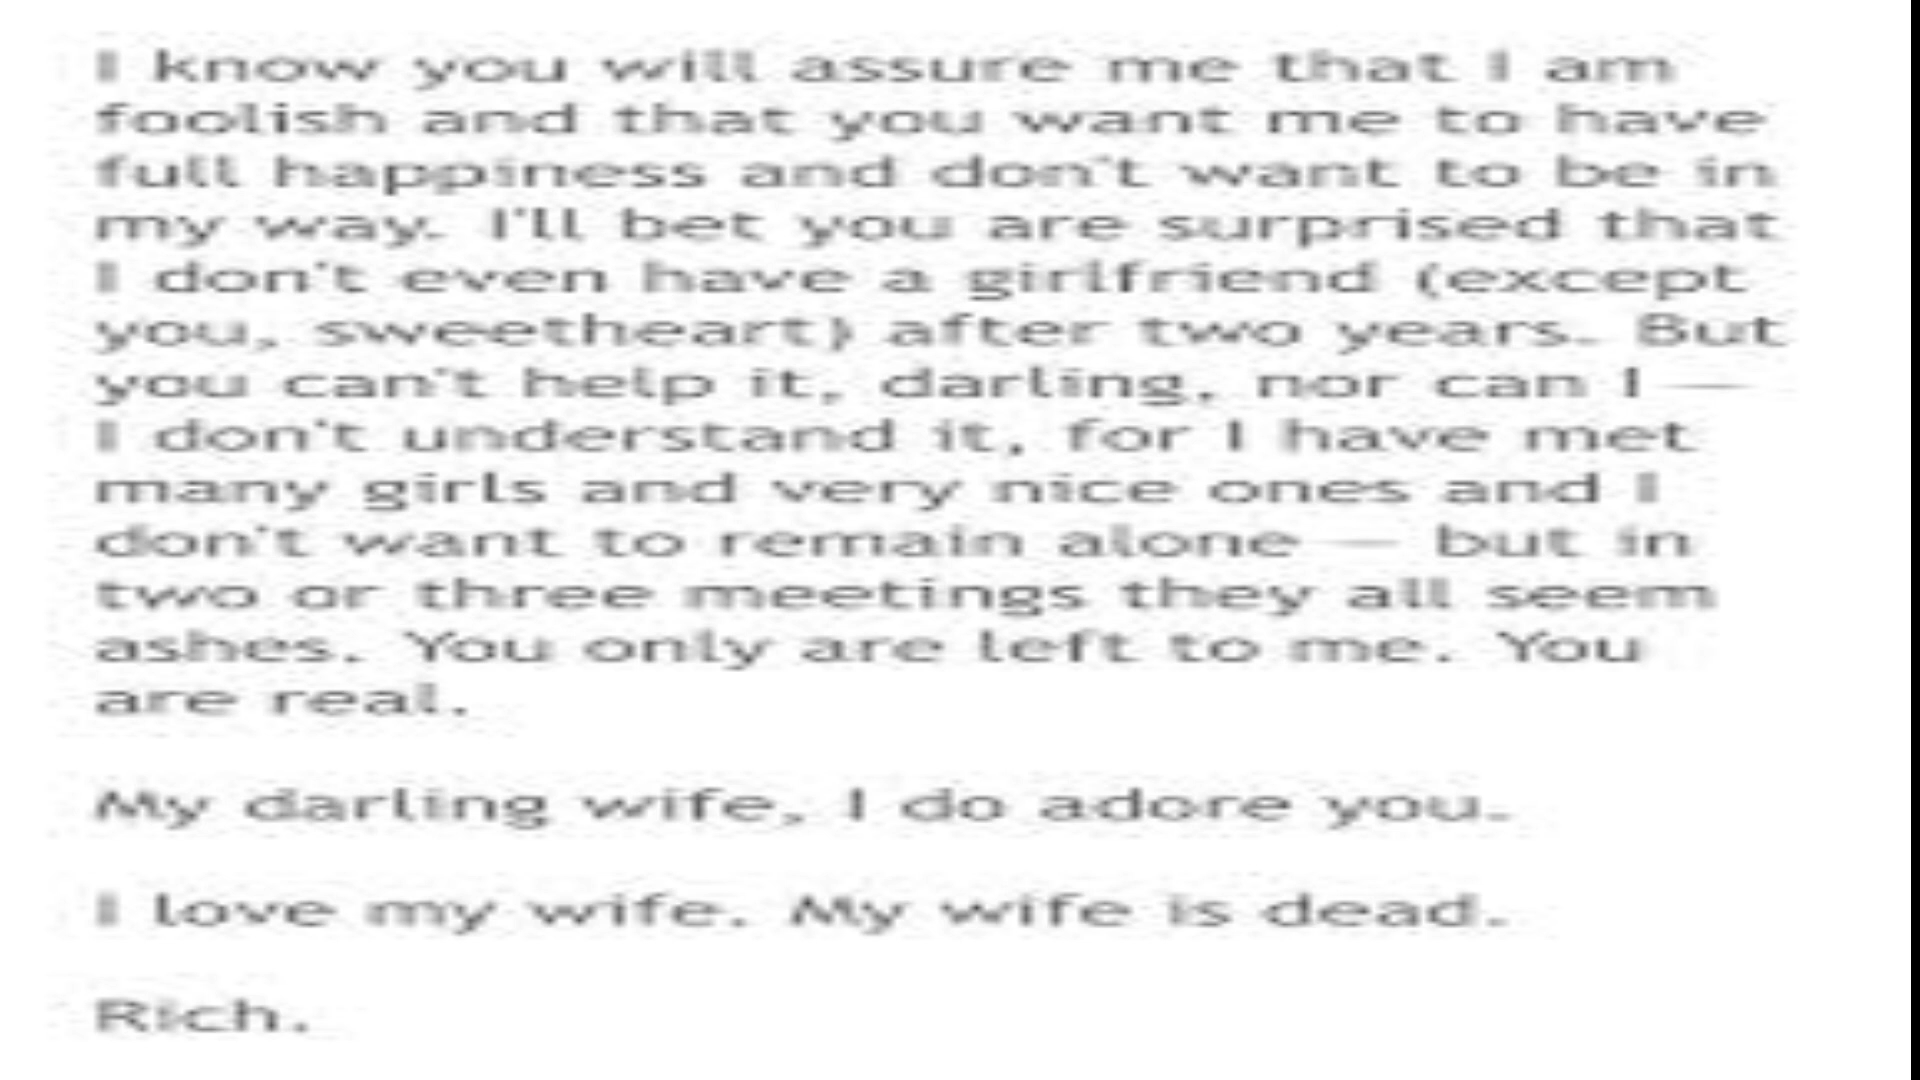 I know you will assure me that I am
foolish and that you want me to have
full happiness and don't want to be in
my way. I'll bet you are surprised that
I don't even have a girlfriend (except
you, sweetheart) after two years. But
you can't help it, darling, nor can I —
I don't understand it, for I have met
many girls and very nice ones and I
don't want to remain alone — but in
two or three meetings they all seem
ashes. You only are left to me. You
are real.
My darling wife, I do adore you.
I love my wife. My wife is dead.
Rich.